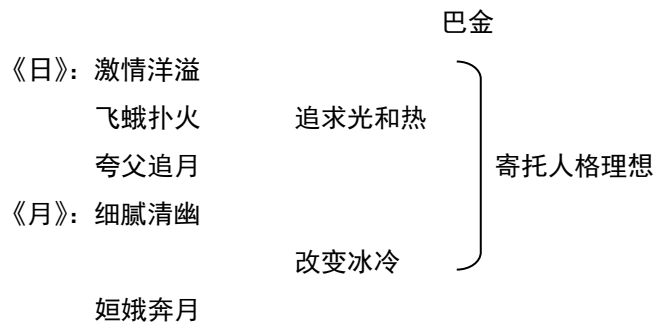 巴金
《日》：激情洋溢
飞蛾扑火 追求光和热
夸父追月 寄托人格理想
《月》：细腻清幽
改变冰冷
姮娥奔月